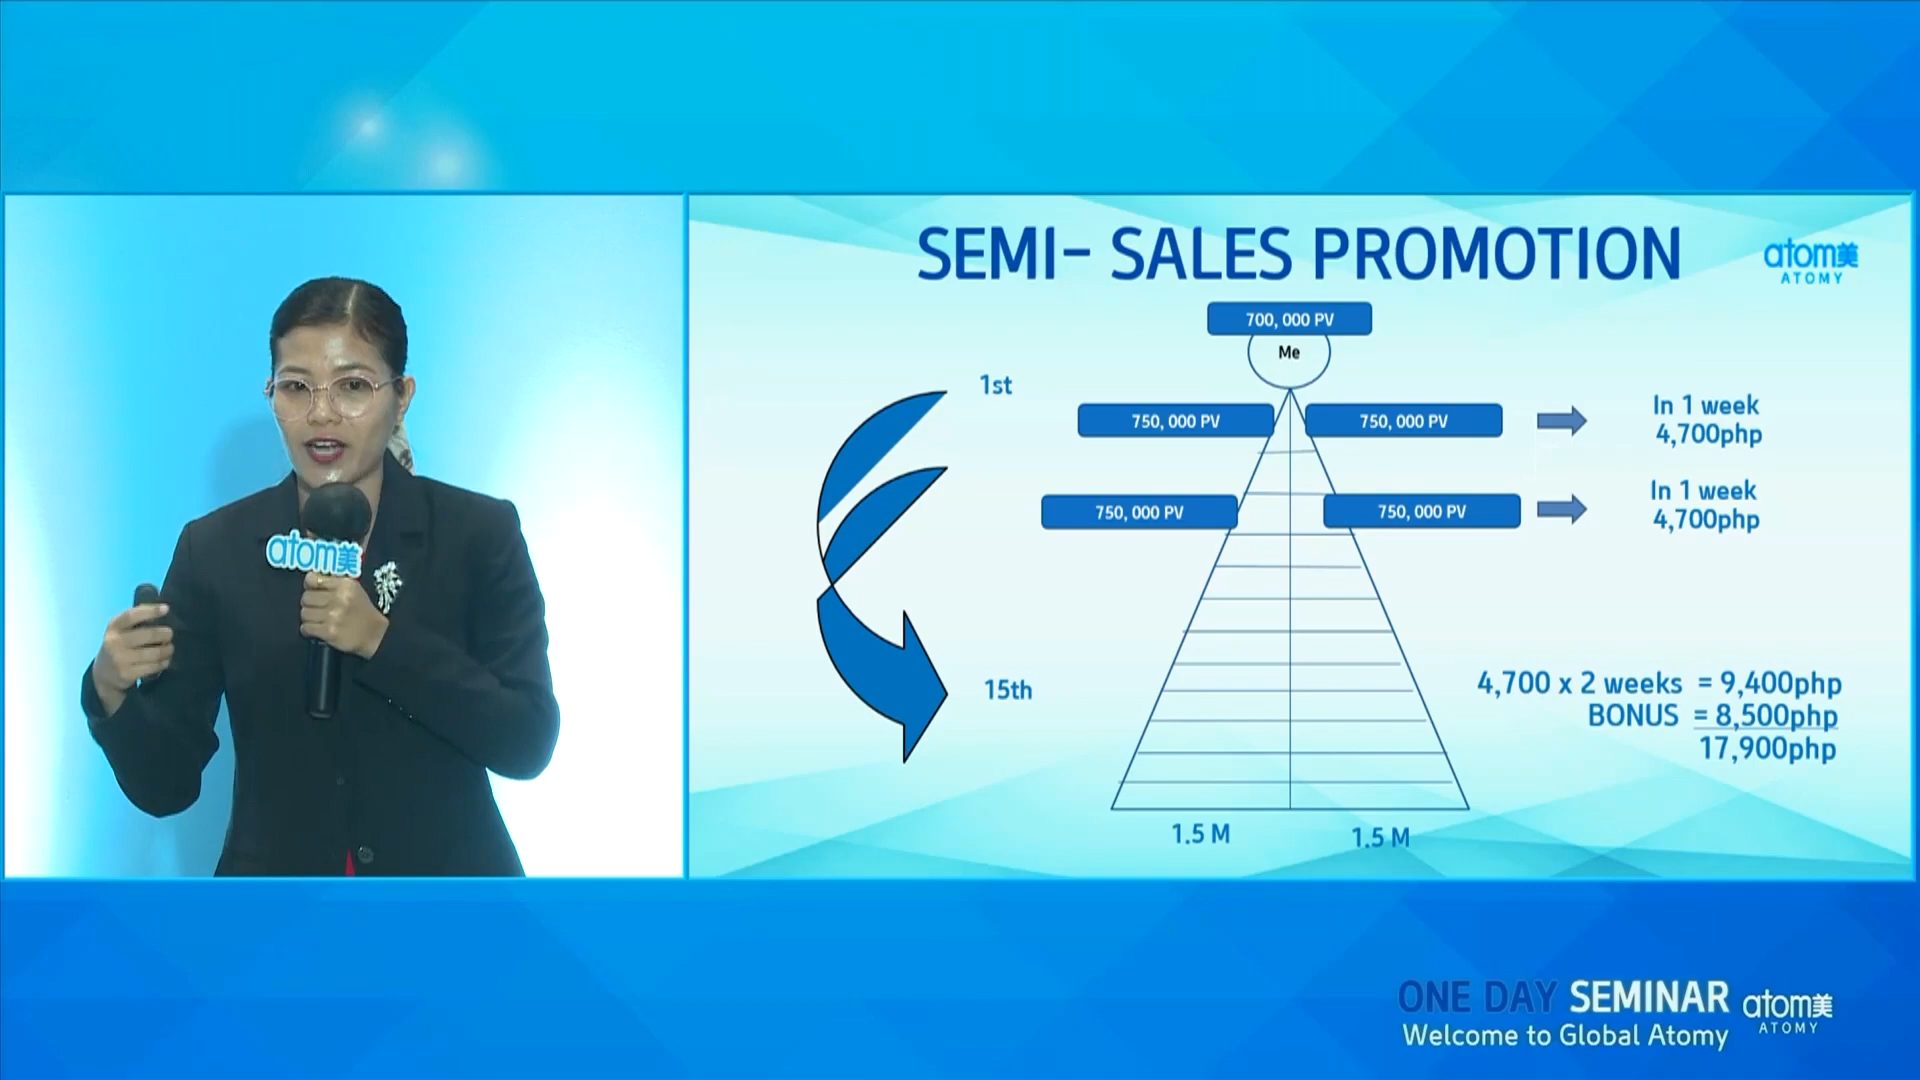 SEMI- SALES PROMOTION
atom美
ATOMY
700, 000 PV
Me
1st
750, 000 PV
750, 000 PV
In 1 week
4,700php
750, 000 PV
750, 000 PV
In 1 week
4,700php
15th
4,700 x 2 weeks = 9,400php
BONUS = 8,500php
17,900php
1.5 M
1.5 M
atom美
ONE DAY SEMINAR
Welcome to Global Atomy
atom美
ATOMY